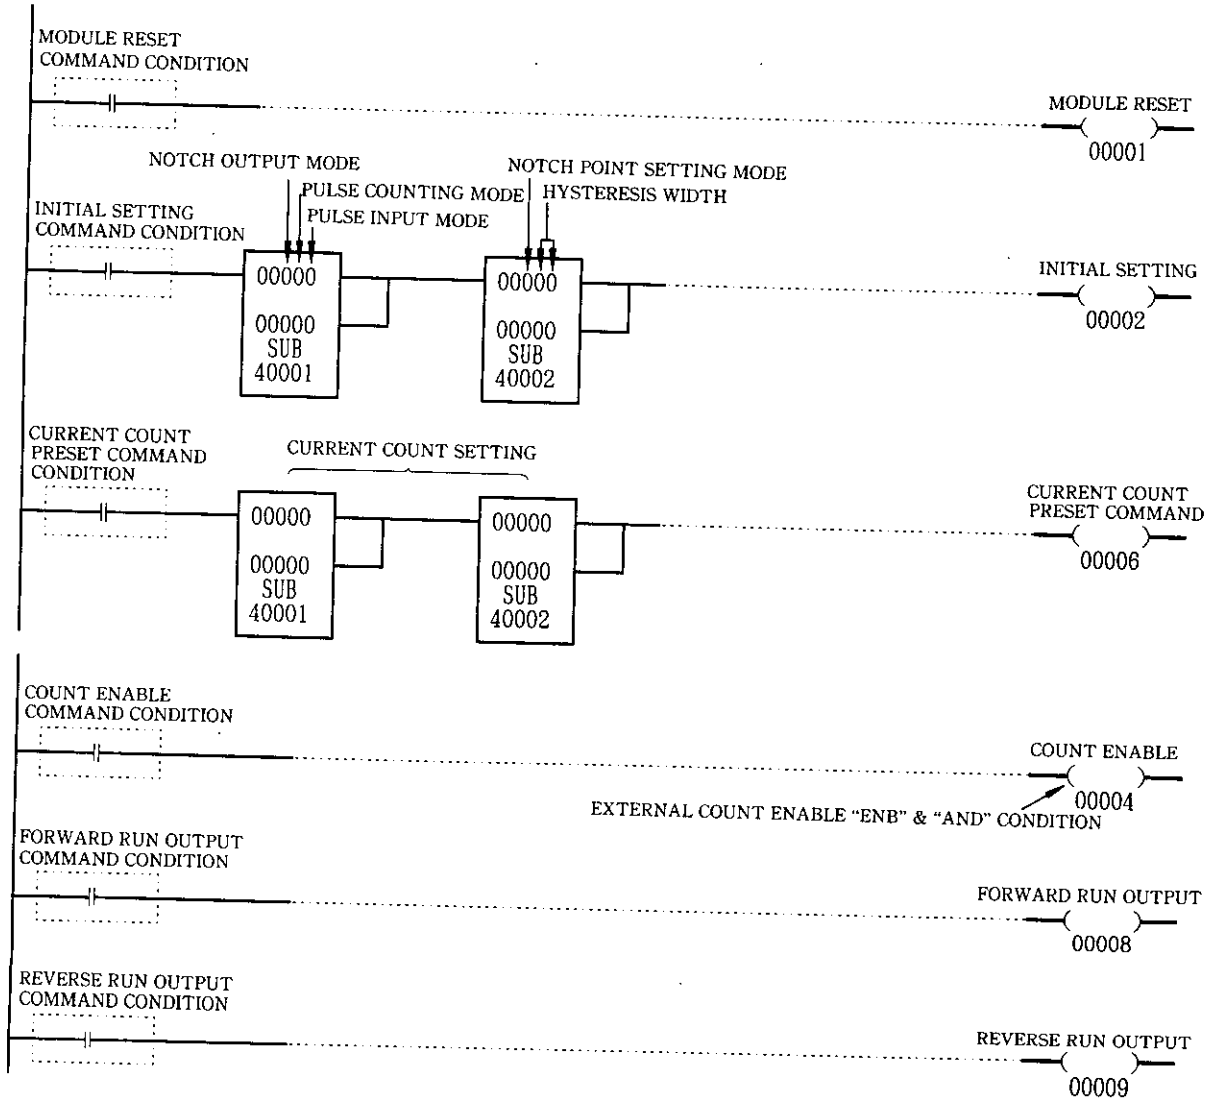 MODULE RESET
COMMAND CONDITION
MODULE RESET
00001
NOTCH OUTPUT MODE
NOTCH POINT SETTING MODE
PULSE COUNTING MODE
HYSTERESIS WIDTH
PULSE INPUT MODE
INITIAL SETTING
COMMAND CONDITION
00000
00000
SUB
40001
00000
00000
SUB
40002
INITIAL SETTING
00002
CURRENT COUNT
PRESET COMMAND
CONDITION
CURRENT COUNT SETTING
00000
00000
SUB
40001
00000
00000
SUB
40002
CURRENT COUNT
PRESET COMMAND
00006
COUNT ENABLE
COMMAND CONDITION
COUNT ENABLE
00004
EXTERNAL COUNT ENABLE “ENB” & “AND” CONDITION
FORWARD RUN OUTPUT
COMMAND CONDITION
FORWARD RUN OUTPUT
00008
REVERSE RUN OUTPUT
COMMAND CONDITION
REVERSE RUN OUTPUT
00009